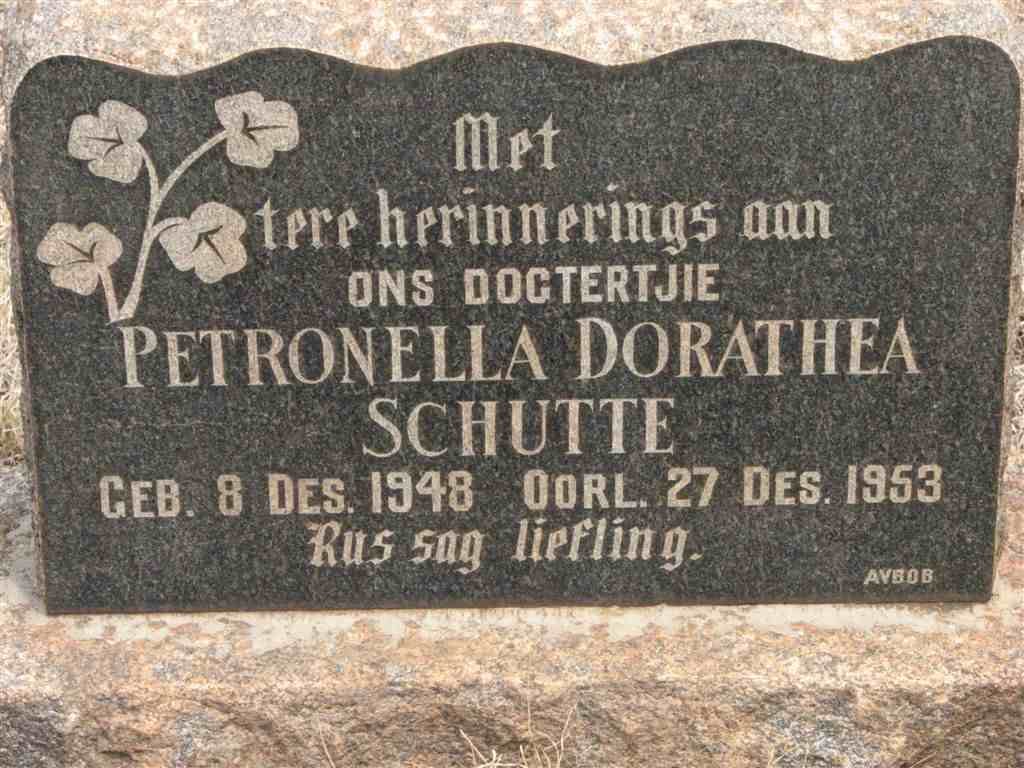 Met
tere herinnerings aan
ONS DOGTERTJIE
PETRONELLA DORATHEA
SCHUTTE
GEB. 8 DES. 1948 OORL. 27 DES. 1953
Rus sag liefling.
AVBOB